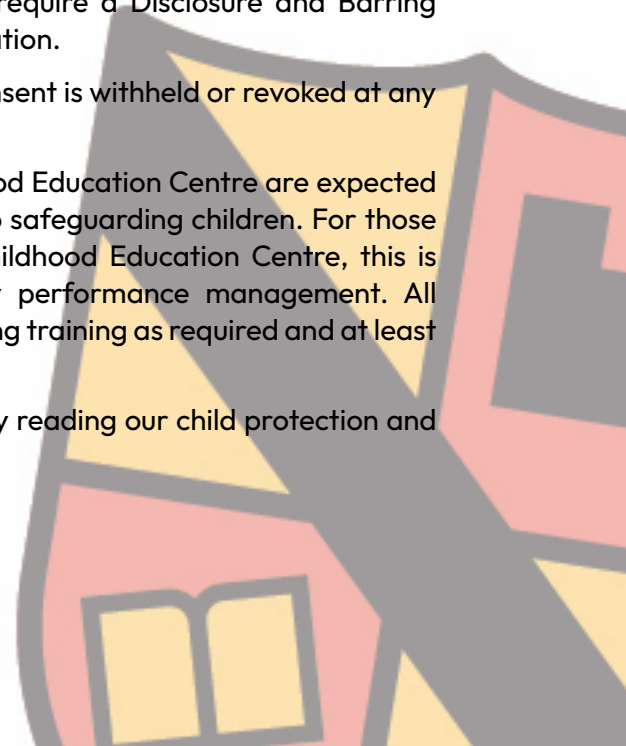 require a Disclosure and Barring
ation.
nsent is withheld or revoked at any
od Education Centre are expected
safeguarding children. For those
ildhood Education Centre, this is
performance management. All
ng training as required and at least
y reading our child protection and